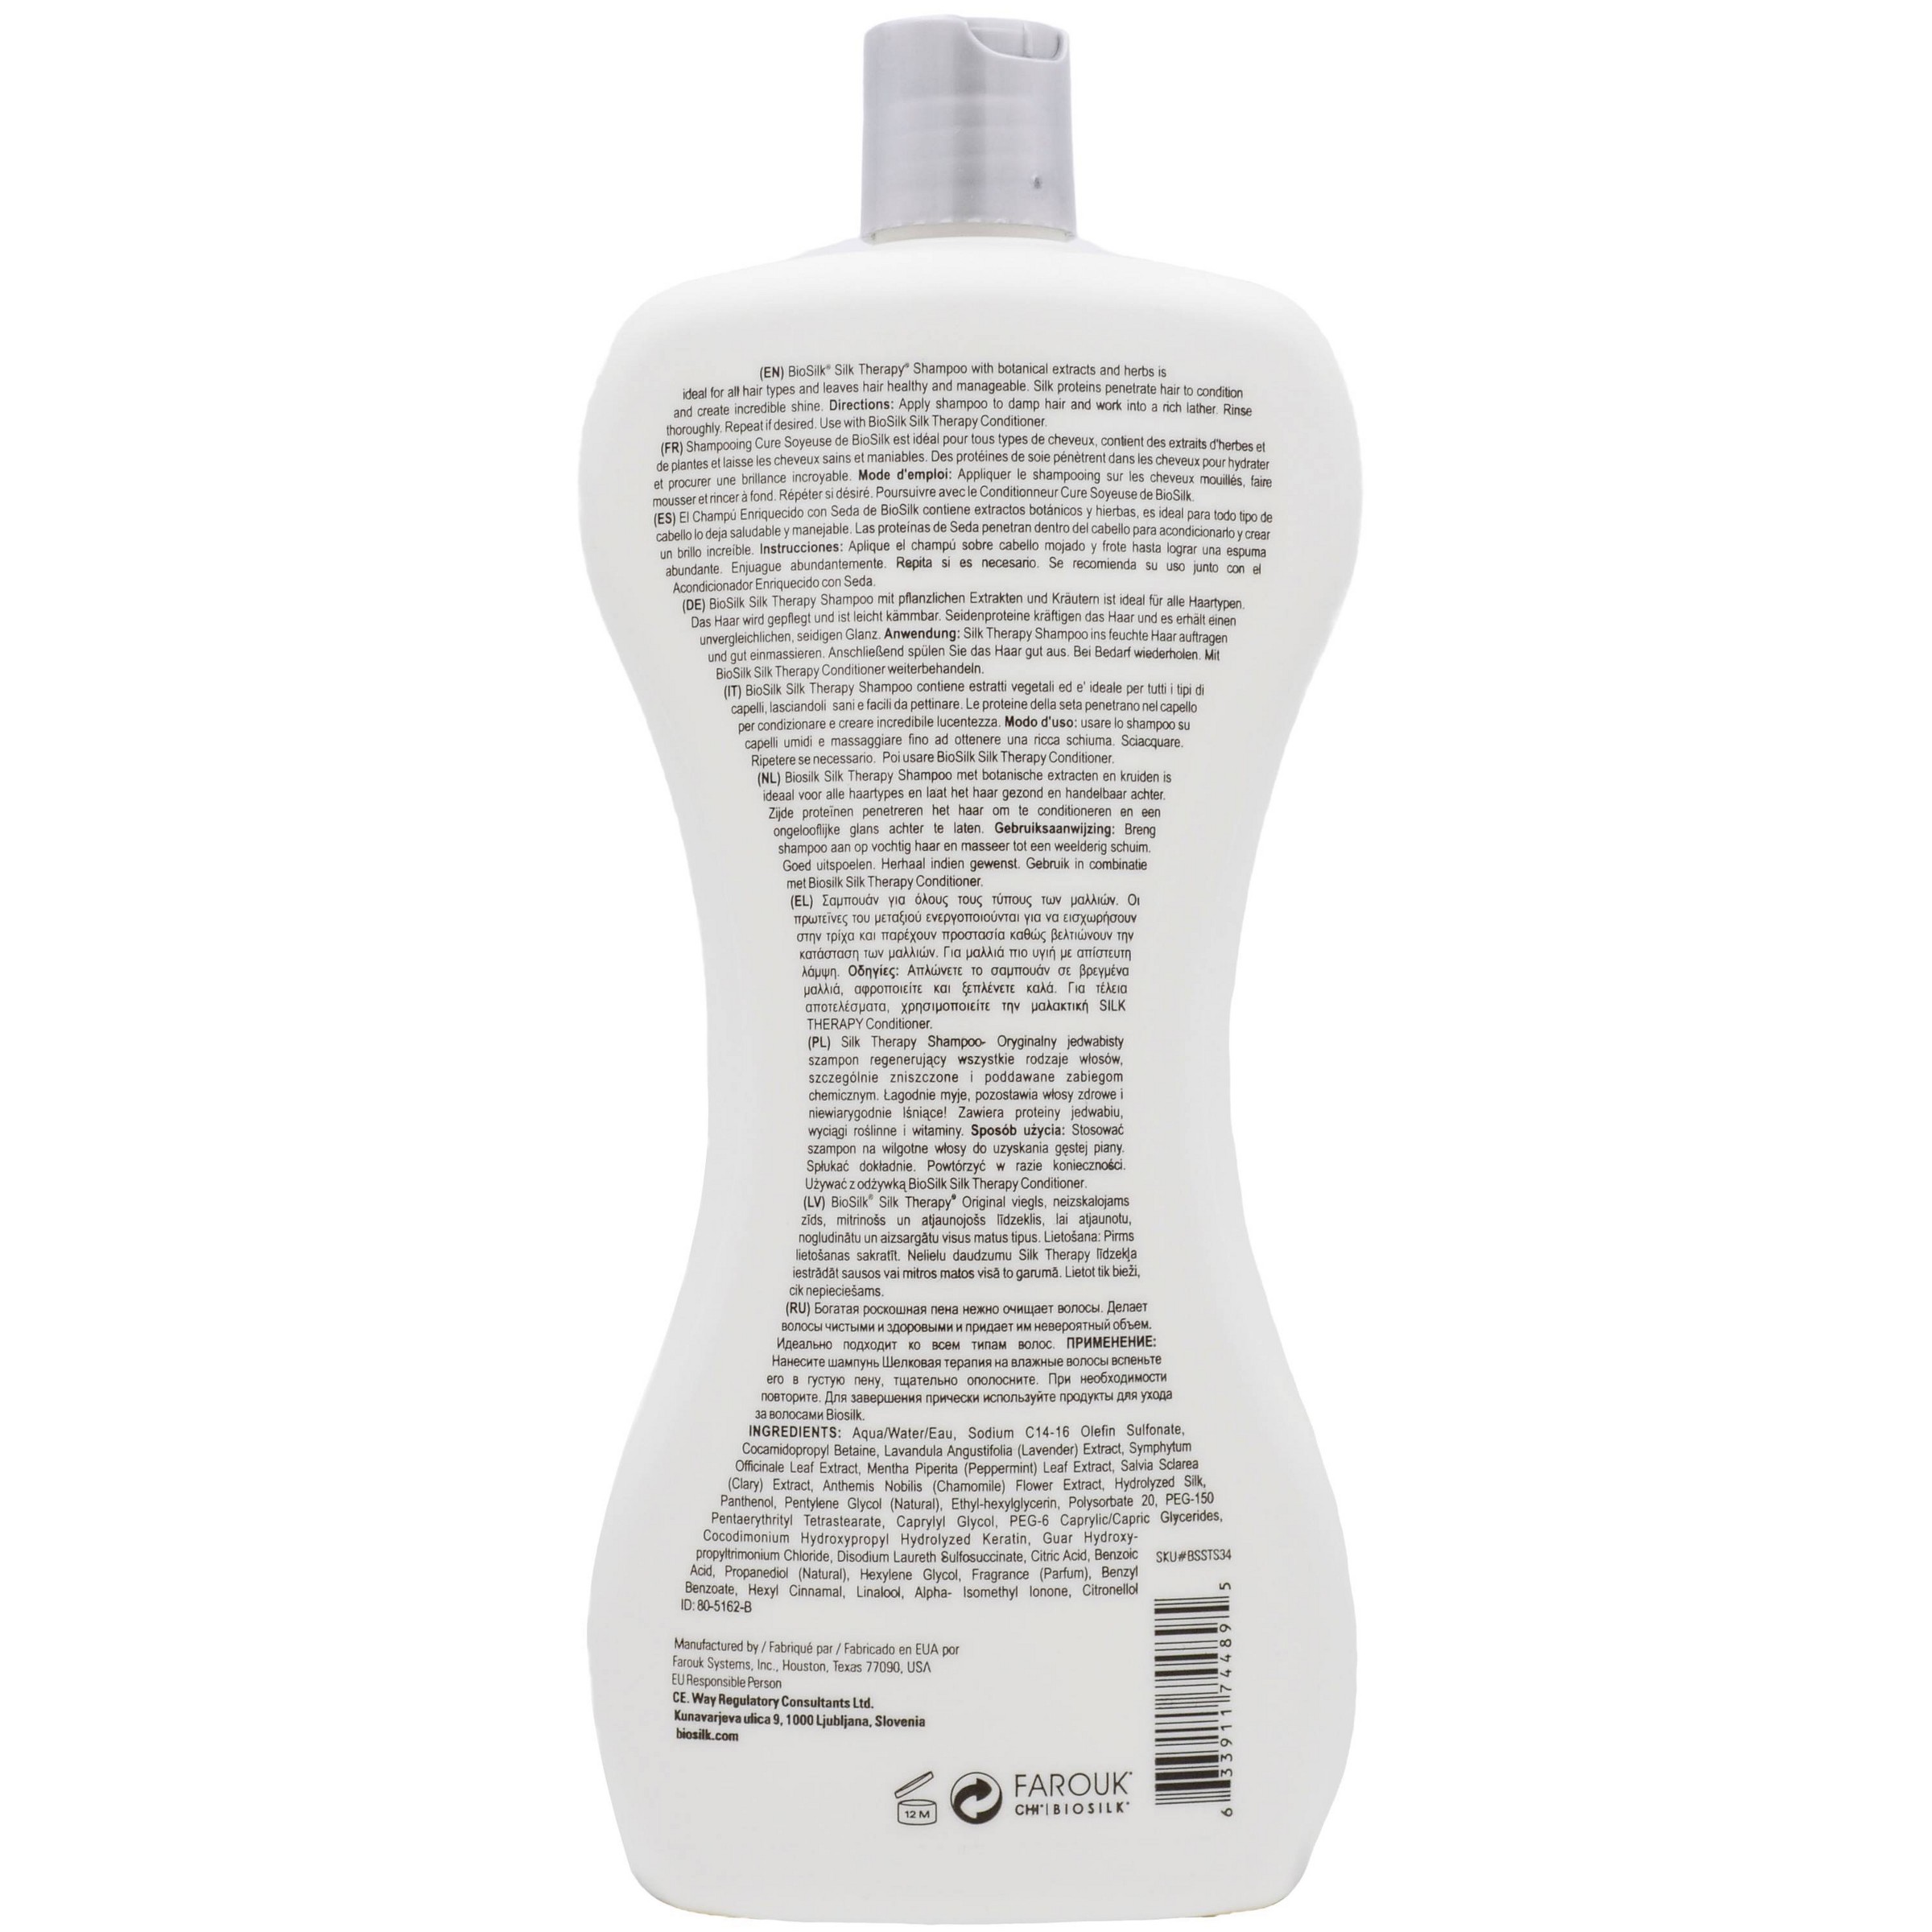 (EN) BioSilk® Silk Therapy® Shampoo with botanical extracts and herbs is
ideal for all hair types and leaves hair healthy and manageable. Silk proteins penetrate hair to condition
and create incredible shine. Directions: Apply shampoo to damp hair and work into a rich lather. Rinse
thoroughly. Repeat if desired. Use with BioSilk Silk Therapy Conditioner.
(FR) Shampooing Cure Soyeuse de BioSilk est idéal pour tous types de cheveux, contient des extraits d'herbes et
de plantes et laisse les cheveux sains et maniables. Des protéines de soie pénètrent dans les cheveux pour hydrater
et procurer une brillance incroyable. Mode d'emploi: Appliquer le shampooing sur les cheveux mouillés, faire
mousser et rincer à fond. Répéter si désiré. Poursuivre avec le Conditionneur Cure Soyeuse de BioSilk.
(ES) El Champú Enriquecido con Seda de BioSilk contiene extractos botánicos y hierbas, es ideal para todo tipo de
cabello lo deja saludable y manejable. Las proteínas de Seda penetran dentro del cabello para acondicionarlo y crear
un brillo increíble. Instrucciones: Aplique el champú sobre cabello mojado y frote hasta lograr una espuma
abundante. Enjuague abundantemente. Repita si es necesario. Se recomienda su uso junto con el
Acondicionador Enriquecido con Seda.
(DE) BioSilk Silk Therapy Shampoo mit pflanzlichen Extrakten und Kräutern ist ideal für alle Haartypen.
Das Haar wird gepflegt und ist leicht kämmbar. Seidenproteine kräftigen das Haar und es erhält einen
unvergleichlichen, seidigen Glanz. Anwendung: Silk Therapy Shampoo ins feuchte Haar auftragen
und gut einmassieren. Anschließend spülen Sie das Haar gut aus. Bei Bedarf wiederholen. Mit
BioSilk Silk Therapy Conditioner weiterbehandeln.
(IT) BioSilk Silk Therapy Shampoo contiene estratti vegetali ed e' ideale per tutti i tipi di
capelli, lasciandoli sani e facili da pettinare. Le proteine della seta penetrano nel capello
per condizionare e creare incredibile lucentezza. Modo d'uso: usare lo shampoo su
capelli umidi e massaggiare fino ad ottenere una ricca schiuma. Sciacquare.
Ripetere se necessario. Poi usare BioSilk Silk Therapy Conditioner.
(NL) Biosilk Silk Therapy Shampoo met botanische extracten en kruiden is
ideaal voor alle haartypes en laat het haar gezond en handelbaar achter.
Zijde proteïnen penetreren het haar om te conditioneren en een
ongelooflijke glans achter te laten. Gebruiksaanwijzing: Breng
shampoo aan op vochtig haar en masseer tot een weelderig schuim.
Goed uitspoelen. Herhaal indien gewenst. Gebruik in combinatie
met Biosilk Silk Therapy Conditioner.
(EL) Σαμπουάν για όλους τους τύπους των μαλλιών. Οι
πρωτεΐνες του μεταξιού ενεργοποιούνται για να εισχωρήσουν
στην τρίχα και παρέχουν προστασία καθώς βελτιώνουν την
κατάσταση των μαλλιών. Για μαλλιά πιο υγιή με απίστευτη
λάμψη. Οδηγίες: Απλώνετε το σαμπουάν σε βρεγμένα
μαλλιά, αφροποιείτε και ξεπλένετε καλά. Για τέλεια
αποτελέσματα, χρησιμοποιείτε την μαλακτική SILK
THERAPY Conditioner.
(PL) Silk Therapy Shampoo- Oryginalny jedwabisty
szampon regenerujący wszystkie rodzaje włosów,
szczególnie zniszczone i poddawane zabiegom
chemicznym. Łagodnie myje, pozostawia włosy zdrowe i
niewiarygodnie lśniące! Zawiera proteiny jedwabiu,
wyciągi roślinne i witaminy. Sposób użycia: Stosować
szampon na wilgotne włosy do uzyskania gęstej piany.
Spłukać dokładnie. Powtórzyć w razie konieczności.
Używać z odżywką BioSilk Silk Therapy Conditioner.
(LV) BioSilk® Silk Therapy® Original viegls, neizskalojams
zīds, mitrinošs un atjaunojošs līdzeklis, lai atjaunotu,
nogludinātu un aizsargātu visus matus tipus. Lietošana: Pirms
lietošanas sakratīt. Nelielu daudzumu Silk Therapy līdzekļa
iestrādāt sausos vai mitros matos visā to garumā. Lietot tik bieži,
cik nepieciešams.
(RU) Богатая роскошная пена нежно очищает волосы. Делает
волосы чистыми и здоровыми и придает им невероятный объем.
Идеально подходит ко всем типам волос. ПРИМЕНЕНИЕ:
Нанесите шампунь Шелковая терапия на влажные волосы вспеньте
его в густую пену, тщательно ополосните. При необходимости
повторите. Для завершения прически используйте продукты для ухода
за волосами Biosilk.
INGREDIENTS: Aqua/Water/Eau, Sodium C14-16 Olefin Sulfonate,
Cocamidopropyl Betaine, Lavandula Angustifolia (Lavender) Extract, Symphytum
Officinale Leaf Extract, Mentha Piperita (Peppermint) Leaf Extract, Salvia Sclarea
(Clary) Extract, Anthemis Nobilis (Chamomile) Flower Extract, Hydrolyzed Silk,
Panthenol, Pentylene Glycol (Natural), Ethyl-hexylglycerin, Polysorbate 20, PEG-150
Pentaerythrityl Tetrastearate, Caprylyl Glycol, PEG-6 Caprylic/Capric Glycerides,
Cocodimonium Hydroxypropyl Hydrolyzed Keratin, Guar Hydroxy-
propyltrimonium Chloride, Disodium Laureth Sulfosuccinate, Citric Acid, Benzoic
Acid, Propanediol (Natural), Hexylene Glycol, Fragrance (Parfum), Benzyl
Benzoate, Hexyl Cinnamal, Linalool, Alpha- Isomethyl Ionone, Citronellol
ID: 80-5162-B
SKU#BSSTS34
6 33911 74489 5
Manufactured by / Fabriqué par / Fabricado en EUA por
Farouk Systems, Inc., Houston, Texas 77090, USA
EU Responsible Person
CE. Way Regulatory Consultants Ltd.
Kunavarjeva ulica 9, 1000 Ljubljana, Slovenia
biosilk.com
12 M
FAROUK
CHI | BIOSILK